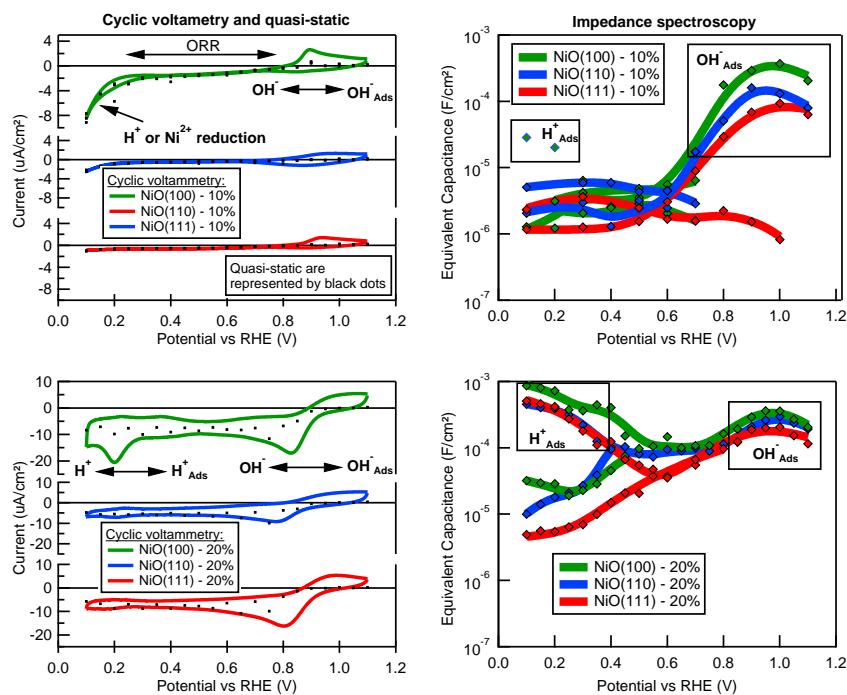 Cyclic voltametry and quasi-static
4
0
-4
-8
4
0
-4
-8
4
0
-4
-8
Current (uA/cm²)
ORR
OH⁻
OH⁻Ads
H⁺ or Ni²⁺ reduction
Cyclic voltammetry:
NiO(100) - 10%
NiO(110) - 10%
NiO(111) - 10%
Quasi-static are
represented by black dots
0.0 0.2 0.4 0.6 0.8 1.0 1.2
Potential vs RHE (V)
Impedance spectroscopy
10⁻³
10⁻⁴
10⁻⁵
10⁻⁶
10⁻⁷
Equivalent Capacitance (F/cm²)
NiO(100) - 10%
NiO(110) - 10%
NiO(111) - 10%
OH⁻Ads
H⁺Ads
0.0 0.2 0.4 0.6 0.8 1.0 1.2
Potential vs RHE (V)
10
0
-10
-20
10
0
-10
-20
10
0
-10
-20
Current (uA/cm²)
H⁺
H⁺Ads
OH⁻
OH⁻Ads
Cyclic voltammetry:
NiO(100) - 20%
NiO(110) - 20%
NiO(111) - 20%
0.0 0.2 0.4 0.6 0.8 1.0 1.2
Potential vs RHE (V)
10⁻³
10⁻⁴
10⁻⁵
10⁻⁶
10⁻⁷
Equivalent Capacitance (F/cm²)
H⁺Ads
OH⁻Ads
NiO(100) - 20%
NiO(110) - 20%
NiO(111) - 20%
0.0 0.2 0.4 0.6 0.8 1.0 1.2
Potential vs RHE (V)